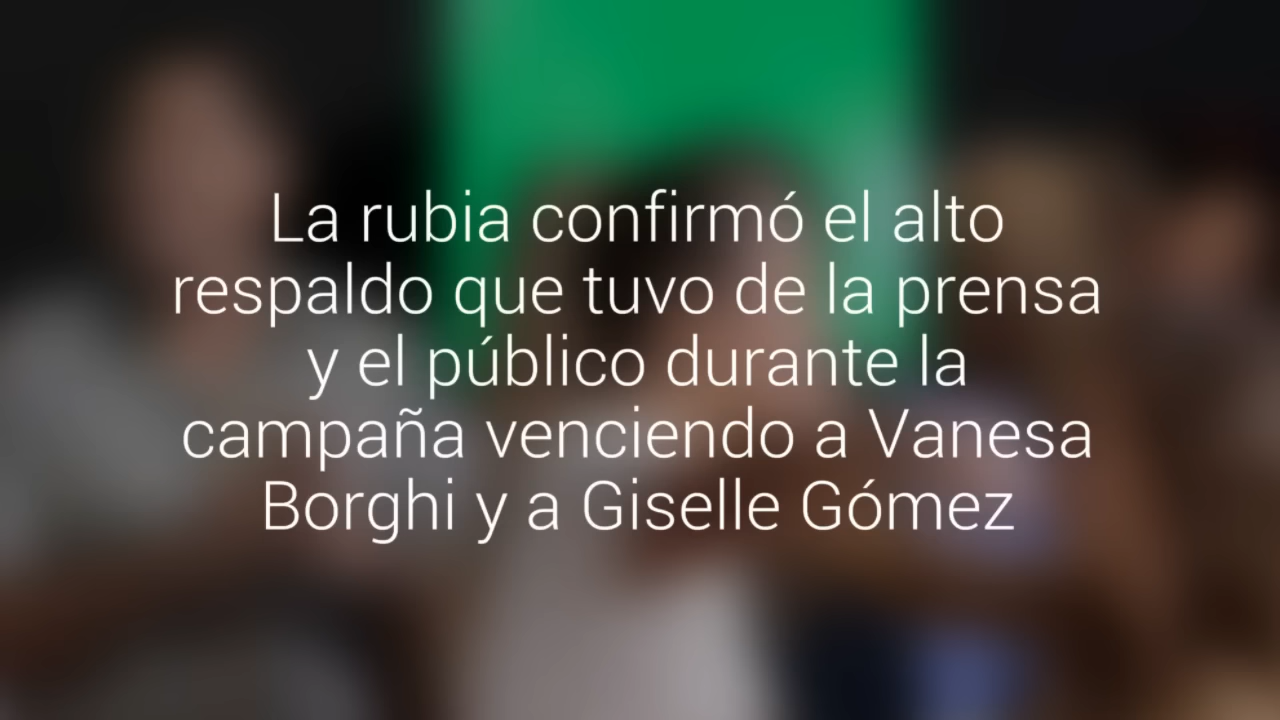 La rubia confirmó el alto
respaldo que tuvo de la prensa
y el público durante la
campaña venciendo a Vanesa
Borghi y a Giselle Gómez